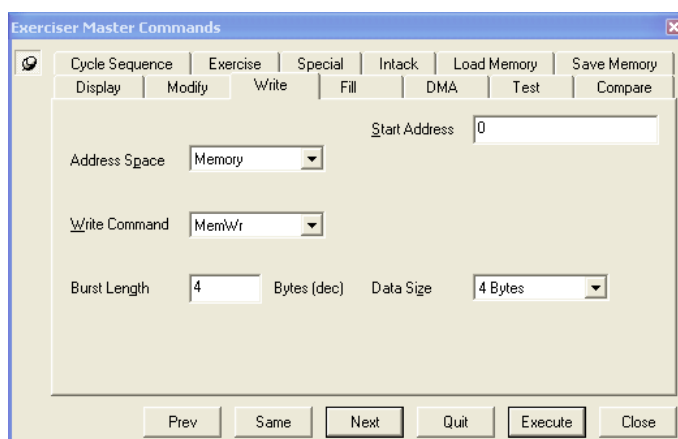 Exerciser Master Commands
Cycle Sequence Exercise Special Intack Load Memory Save Memory
Display Modify Write Fill DMA Test Compare
Start Address 0
Address Space Memory
Write Command MemWr
Burst Length 4 Bytes (dec) Data Size 4 Bytes
Prev Same Next Quit Execute Close